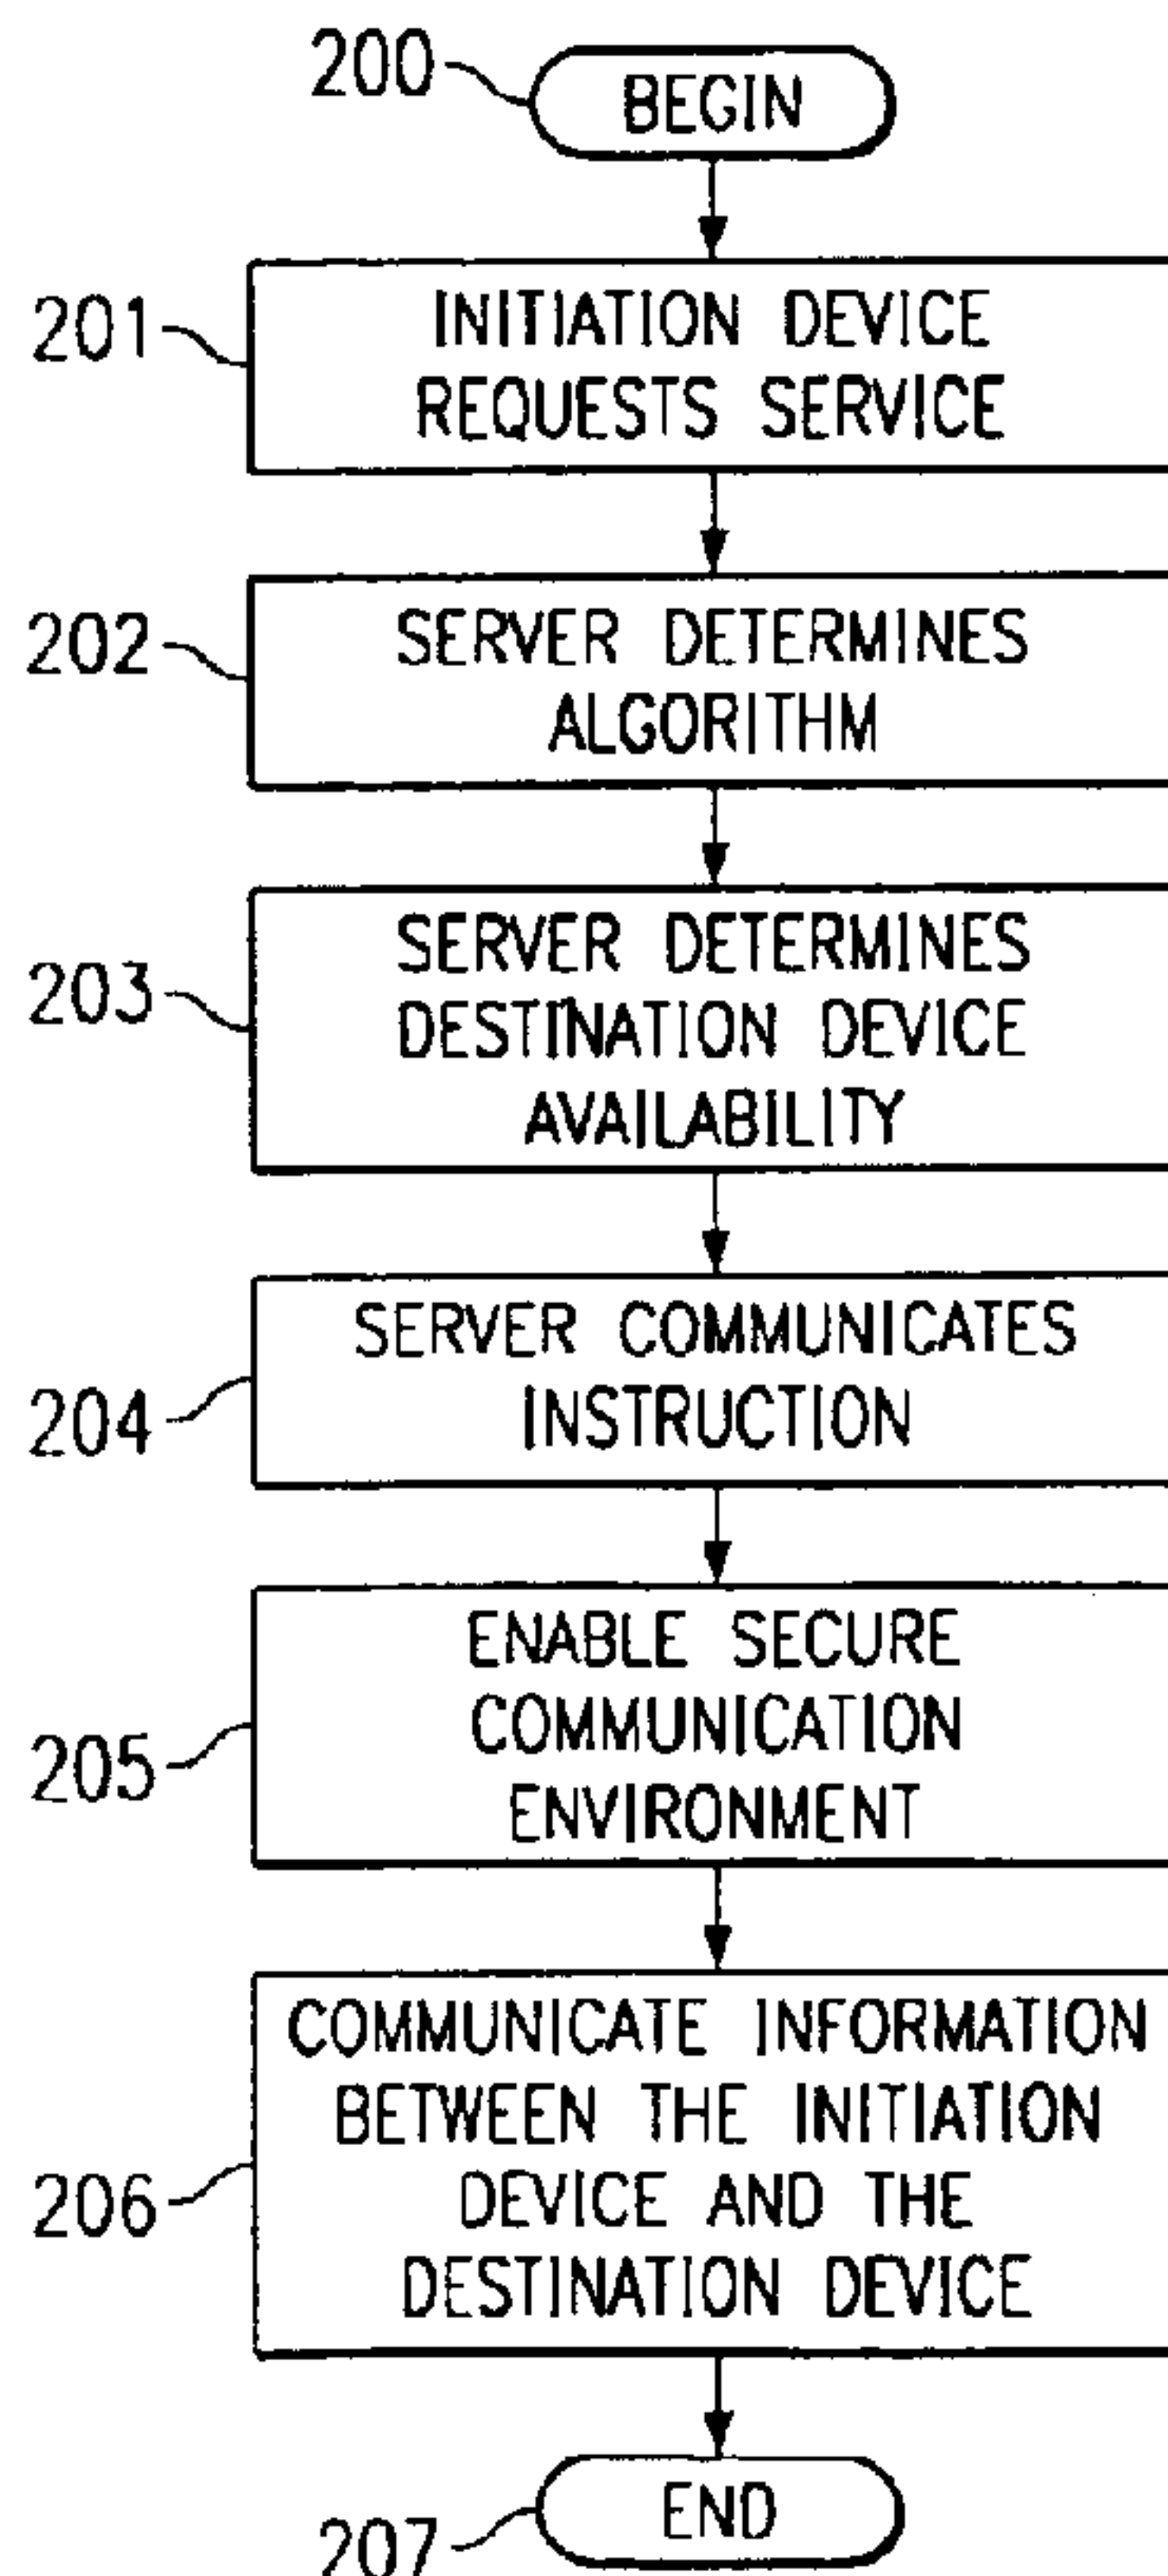 200
BEGIN
201
INITIATION DEVICE
REQUESTS SERVICE
202
SERVER DETERMINES
ALGORITHM
203
SERVER DETERMINES
DESTINATION DEVICE
AVAILABILITY
204
SERVER COMMUNICATES
INSTRUCTION
205
ENABLE SECURE
COMMUNICATION
ENVIRONMENT
206
COMMUNICATE INFORMATION
BETWEEN THE INITIATION
DEVICE AND THE
DESTINATION DEVICE
207
END